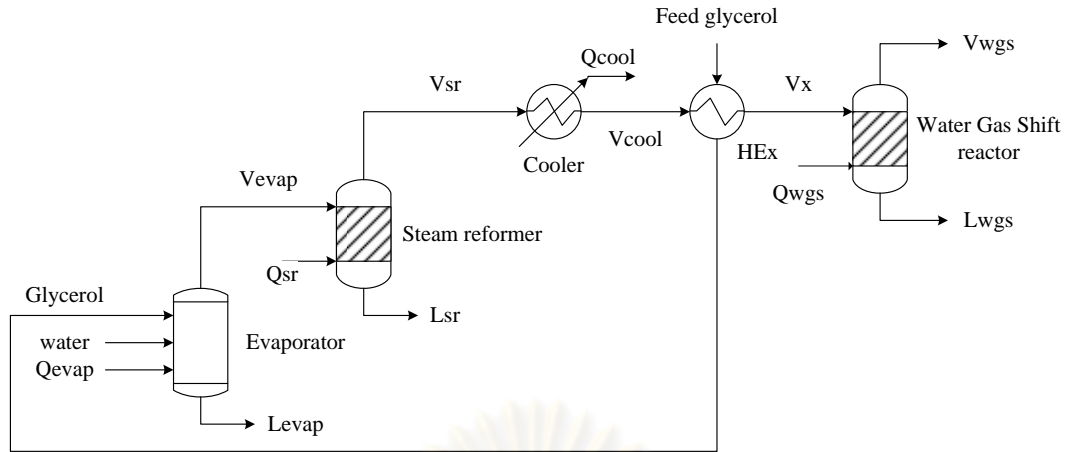 Feed glycerol
Vwgs
Qcool
Vsr
Vx
Water Gas Shift
reactor
Vcool
HEx
Cooler
Vevap
Qwgs
Lwgs
Steam reformer
Qsr
Glycerol
Lsr
water
Evaporator
Qevap
Levap